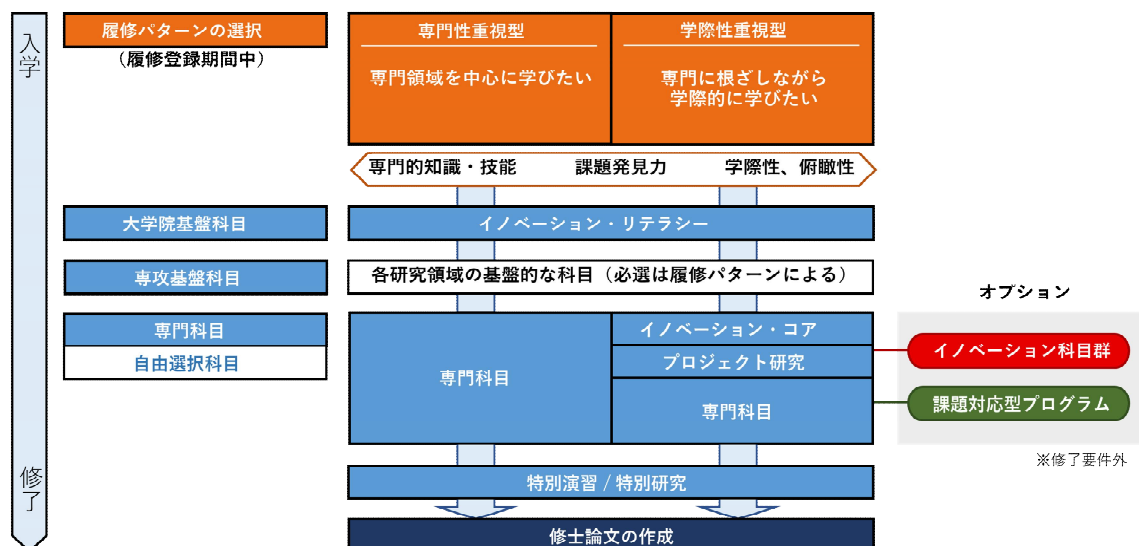 入学
履修パターンの選択
（履修登録期間中）
専門性重視型
専門領域を中心に学びたい
学際性重視型
専門に根ざしながら
学際的に学びたい
専門的知識・技能
課題発見力
学際性、俯瞰性
大学院基盤科目
イノベーション・リテラシー
専攻基盤科目
各研究領域の基盤的な科目（必選は履修パターンによる）
専門科目
自由選択科目
専門科目
イノベーション・コア
プロジェクト研究
専門科目
オプション
イノベーション科目群
課題対応型プログラム
※修了要件外
特別演習 / 特別研究
修士論文の作成
修了